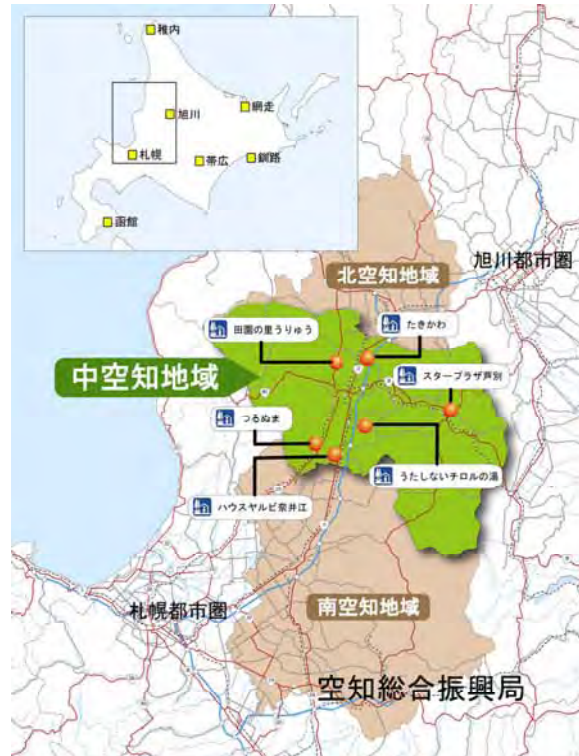 稚内
旭川
網走
札幌
帯広
釧路
函館
旭川都市圏
北空知地域
田園の里うりゅう
たきかわ
中空知地域
スタープラザ芦別
つるぬま
うたしないチロルの湯
ハウスヤルビ奈井江
札幌都市圏
南空知地域
空知総合振興局